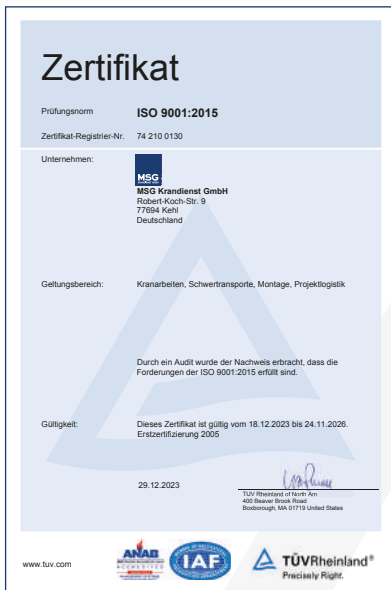 Zertifikat
Prüfungsnorm ISO 9001:2015
Zertifikat-Registrier-Nr. 74 210 0130
Unternehmen:
MSG
MSG Krandienst GmbH
Robert-Koch-Str. 9
77694 Kehl
Deutschland
Geltungsbereich: Kranarbeiten, Schwertransporte, Montage, Projektlogistik
Durch ein Audit wurde der Nachweis erbracht, dass die
Forderungen der ISO 9001:2015 erfüllt sind.
Gültigkeit: Dieses Zertifikat ist gültig vom 18.12.2023 bis 24.11.2026.
Erstzertifizierung 2005
29.12.2023
TUV Rheinland of North Am
400 Beaver Brook Road
Boxborough, MA 01719 United States
www.tuv.com
ANAB
ACCREDITED
IAF
TÜVRheinland®
Precisely Right.